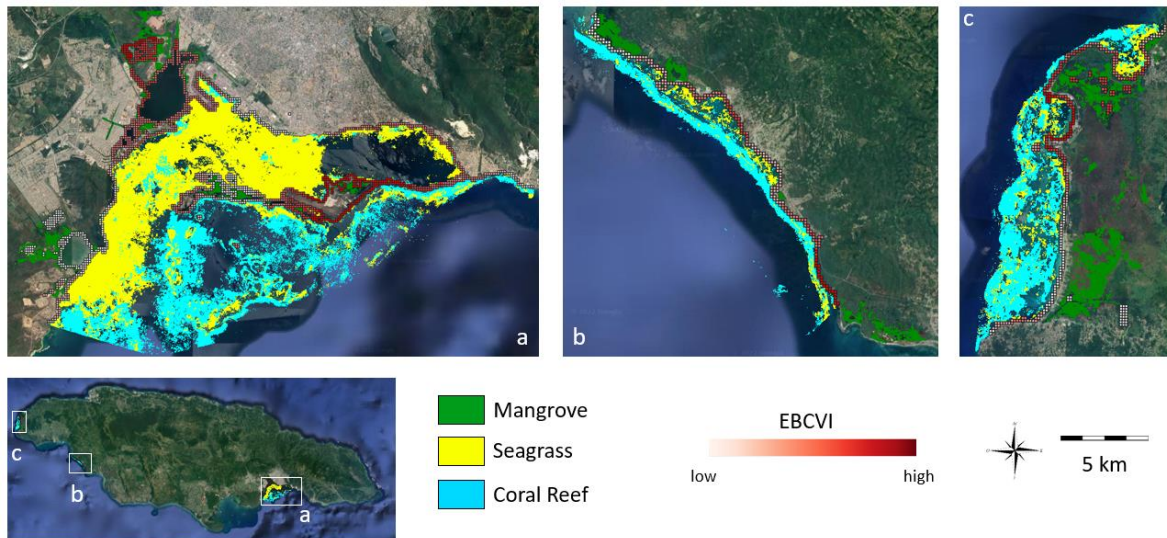 c
a
b
c
b
a
Mangrove
Seagrass
Coral Reef
EBCVI
low
high
5 km